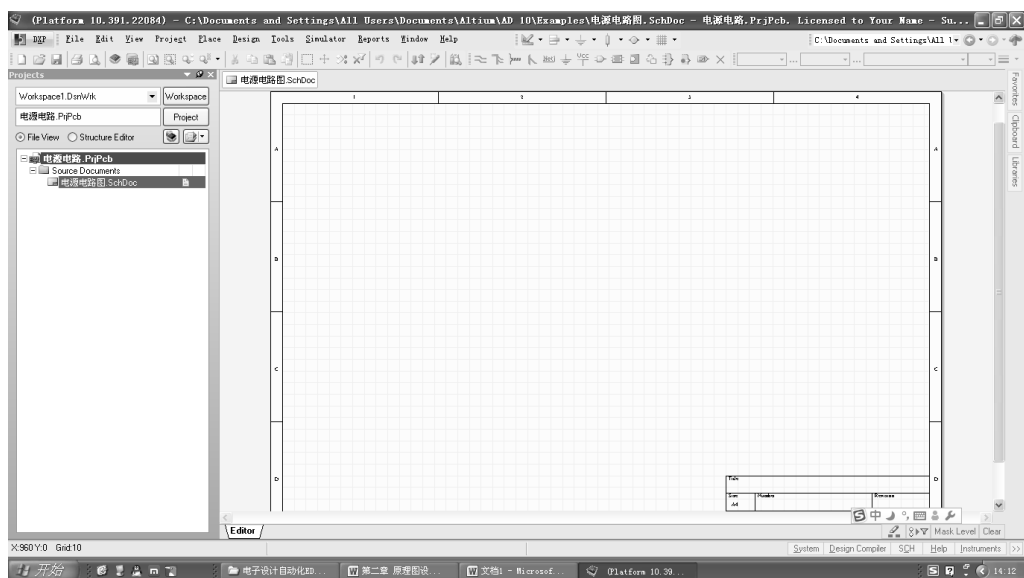 (Platform 10.391.22084) - C:\Documents and Settings\All Users\Documents\Altium\AD 10\Examples\电源电路图.SchDoc - 电源电路.PrjPcb. Licensed to Your Name - Su...
DXP File Edit View Project Place Design Tools Simulator Reports Window Help
C:\Documents and Settings\All
VCC
Projects
电源电路图.SchDoc
Workspace1.DsnWrk Workspace
电源电路.PrjPcb Project
File View Structure Editor
电源电路.PrjPcb
Source Documents
电源电路图.SchDoc
1 2 3 4
A A
B B
C C
D D
Title
Size Number Revision
A4
Favorites
Clipboard
Libraries
中
Editor
Mask Level Clear
X:960 Y:0 Grid:10
System Design Compiler SCH Help Instruments >>
开始 电子设计自动化ED... 第二章 原理图设... 文档1 - Microsof... (Platform 10.39... 14:12